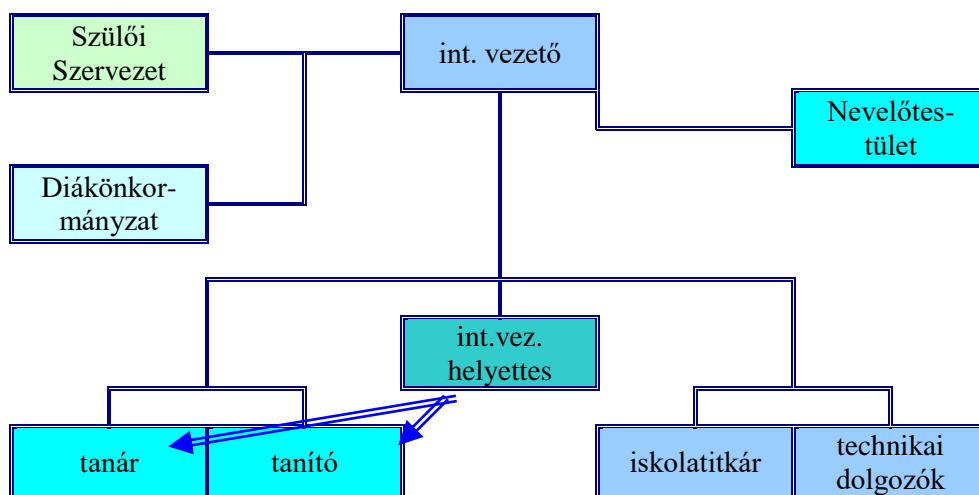 Szülői
Szervezet
int. vezető
Nevelőtes-
tület
Diákönkor-
mányzat
int.vez.
helyettes
tanár
tanító
iskolatitkár
technikai
dolgozók